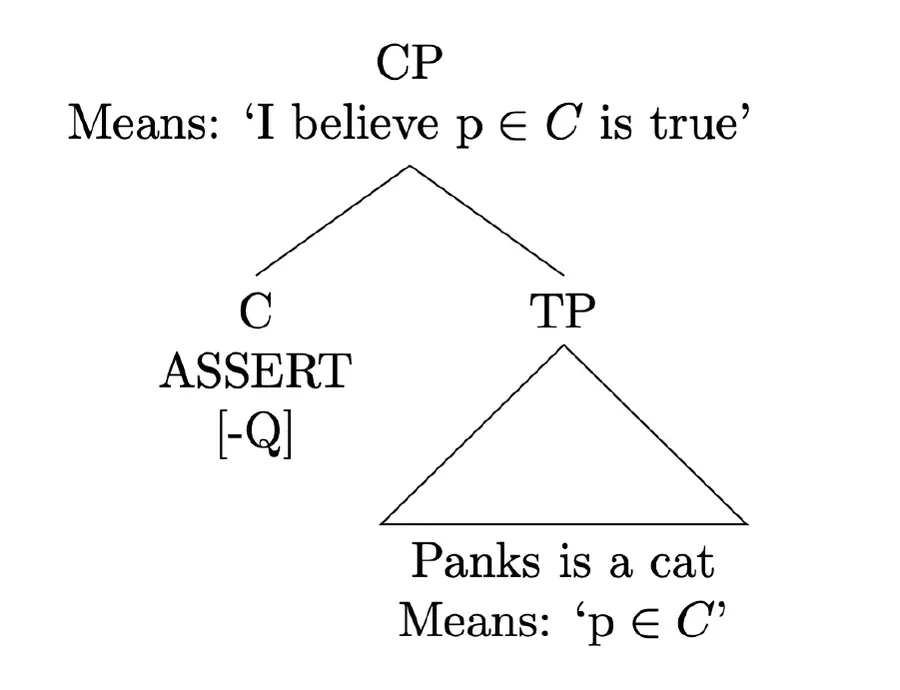 CP
Means: ‘I believe p ∈ C is true’
C
TP
ASSERT
[-Q]
Panks is a cat
Means: ‘p ∈ C’